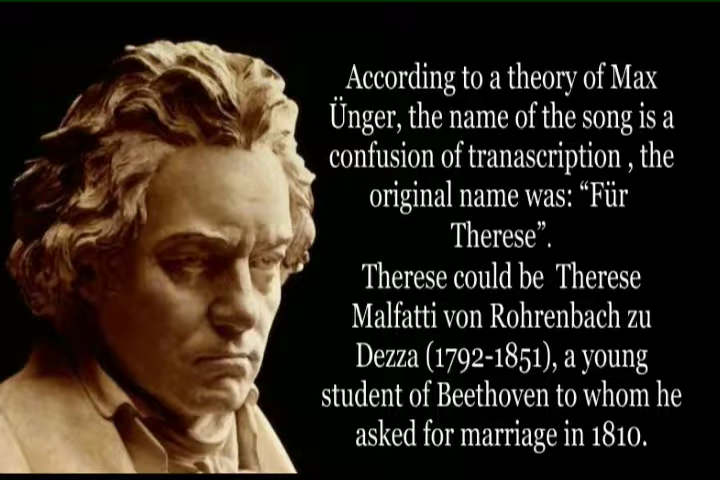 According to a theory of Max
Ünger, the name of the song is a
confusion of tranascription , the
original name was: “Für
Therese”.
Therese could be  Therese
Malfatti von Rohrenbach zu
Dezza (1792-1851), a young
student of Beethoven to whom he
asked for marriage in 1810.